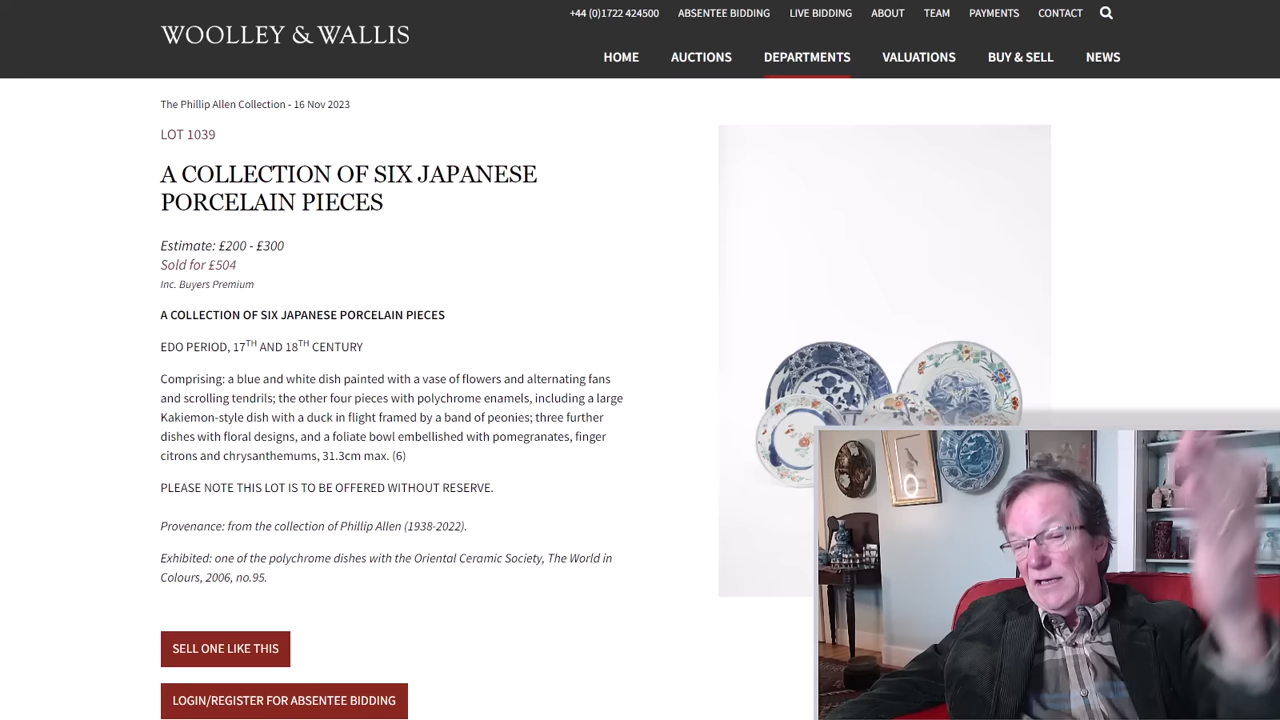 +44 (0)1722 424500 ABSENTEE BIDDING LIVE BIDDING ABOUT TEAM PAYMENTS CONTACT
WOOLLEY & WALLIS
HOME AUCTIONS DEPARTMENTS VALUATIONS BUY & SELL NEWS
The Phillip Allen Collection - 16 Nov 2023
LOT 1039
A COLLECTION OF SIX JAPANESE
PORCELAIN PIECES
Estimate: £200 - £300
Sold for £504
Inc. Buyers Premium
A COLLECTION OF SIX JAPANESE PORCELAIN PIECES
EDO PERIOD, 17TH AND 18TH CENTURY
Comprising: a blue and white dish painted with a vase of flowers and alternating fans
and scrolling tendrils; the other four pieces with polychrome enamels, including a large
Kakiemon-style dish with a duck in flight framed by a band of peonies; three further
dishes with floral designs, and a foliate bowl embellished with pomegranates, finger
citrons and chrysanthemums, 31.3cm max. (6)
PLEASE NOTE THIS LOT IS TO BE OFFERED WITHOUT RESERVE.
Provenance: from the collection of Phillip Allen (1938-2022).
Exhibited: one of the polychrome dishes with the Oriental Ceramic Society, The World in
Colours, 2006, no.95.
SELL ONE LIKE THIS
LOGIN/REGISTER FOR ABSENTEE BIDDING